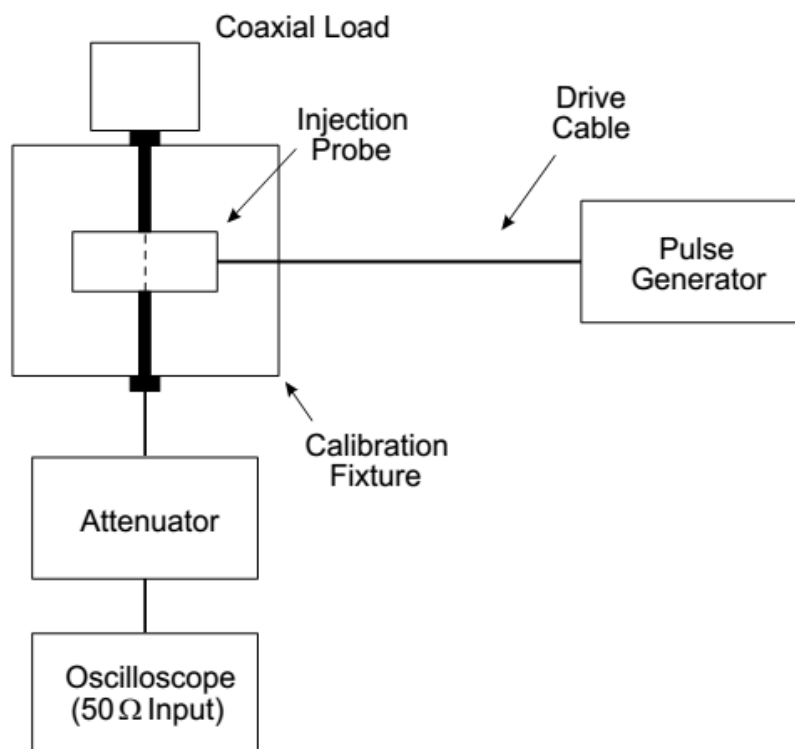 Coaxial Load
Injection
Probe
Drive
Cable
Pulse
Generator
Calibration
Fixture
Attenuator
Oscilloscope
(50 Ω Input)